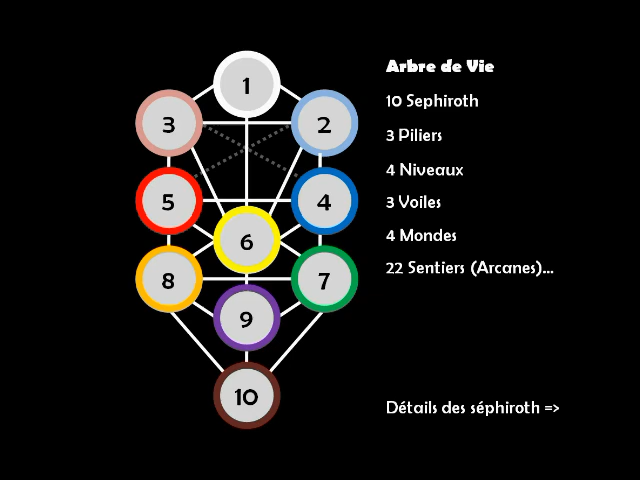 1
3
2
5
4
6
8
7
9
10
Arbre de Vie
10 Sephiroth
3 Piliers
4 Niveaux
3 Voiles
4 Mondes
22 Sentiers (Arcanes)...
Détails des séphiroth =>